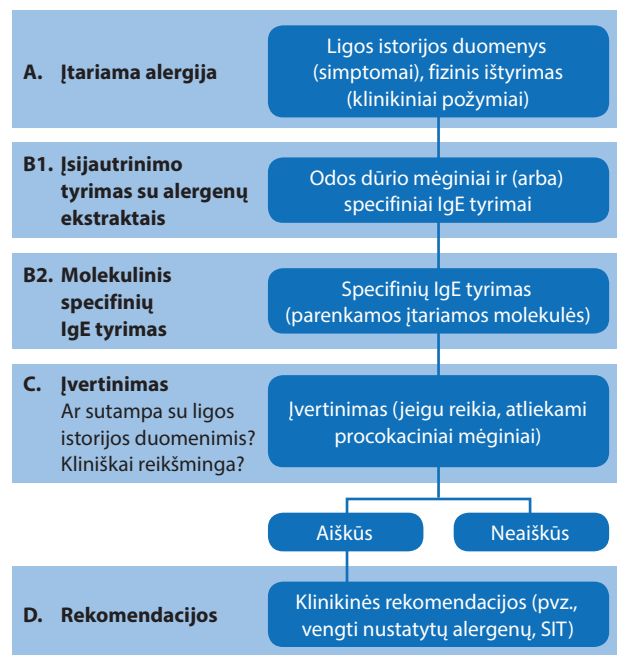 A. Įtariama alergija
Ligos istorijos duomenys
(simptomai), fizinis ištyrimas
(klinikiniai požymiai)
B1. Įsijautrinimo
tyrimas su alergenų
ekstraktais
Odos dūrio mėginiai ir (arba)
specifiniai IgE tyrimai
B2. Molekulinis
specifinių
IgE tyrimas
Specifinių IgE tyrimas
(parenkamos įtariamos molekulės)
C. Įvertinimas
Ar sutampa su ligos
istorijos duomenimis?
Kliniškai reikšminga?
Įvertinimas (jeigu reikia, atliekami
procokaciniai mėginiai)
Aiškūs
Neaiškūs
D. Rekomendacijos
Klinikinės rekomendacijos (pvz.,
vengti nustatytų alergenų, SIT)